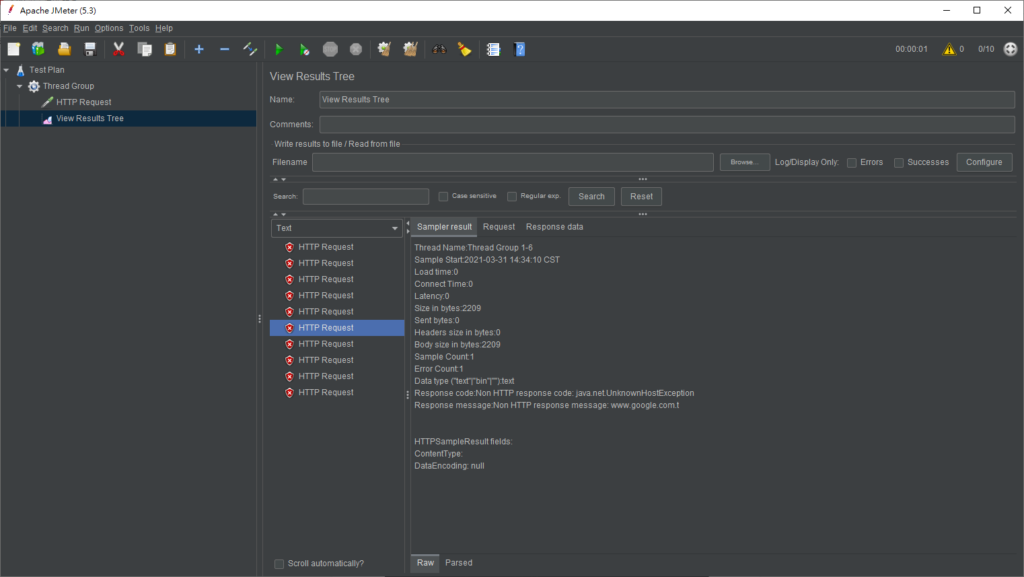 Apache JMeter (5.3)
File Edit Search Run Options Tools Help
00:00:01 0 0/10
Test Plan
Thread Group
HTTP Request
View Results Tree
View Results Tree
Name: View Results Tree
Comments:
Write results to file / Read from file
Filename Browse... Log/Display Only: Errors Successes Configure
Search: Case sensitive Regular exp. Search Reset
Text
HTTP Request
HTTP Request
HTTP Request
HTTP Request
HTTP Request
HTTP Request
HTTP Request
HTTP Request
HTTP Request
HTTP Request
Scroll automatically?
Sampler result Request Response data
Thread Name:Thread Group 1-6
Sample Start:2021-03-31 14:34:10 CST
Load time:0
Connect Time:0
Latency:0
Size in bytes:2209
Sent bytes:0
Headers size in bytes:0
Body size in bytes:2209
Sample Count:1
Error Count:1
Data type ("text"|"bin"|""):text
Response code:Non HTTP response code: java.net.UnknownHostException
Response message:Non HTTP response message: www.google.com.t
HTTPSampleResult fields:
ContentType:
DataEncoding: null
Raw Parsed